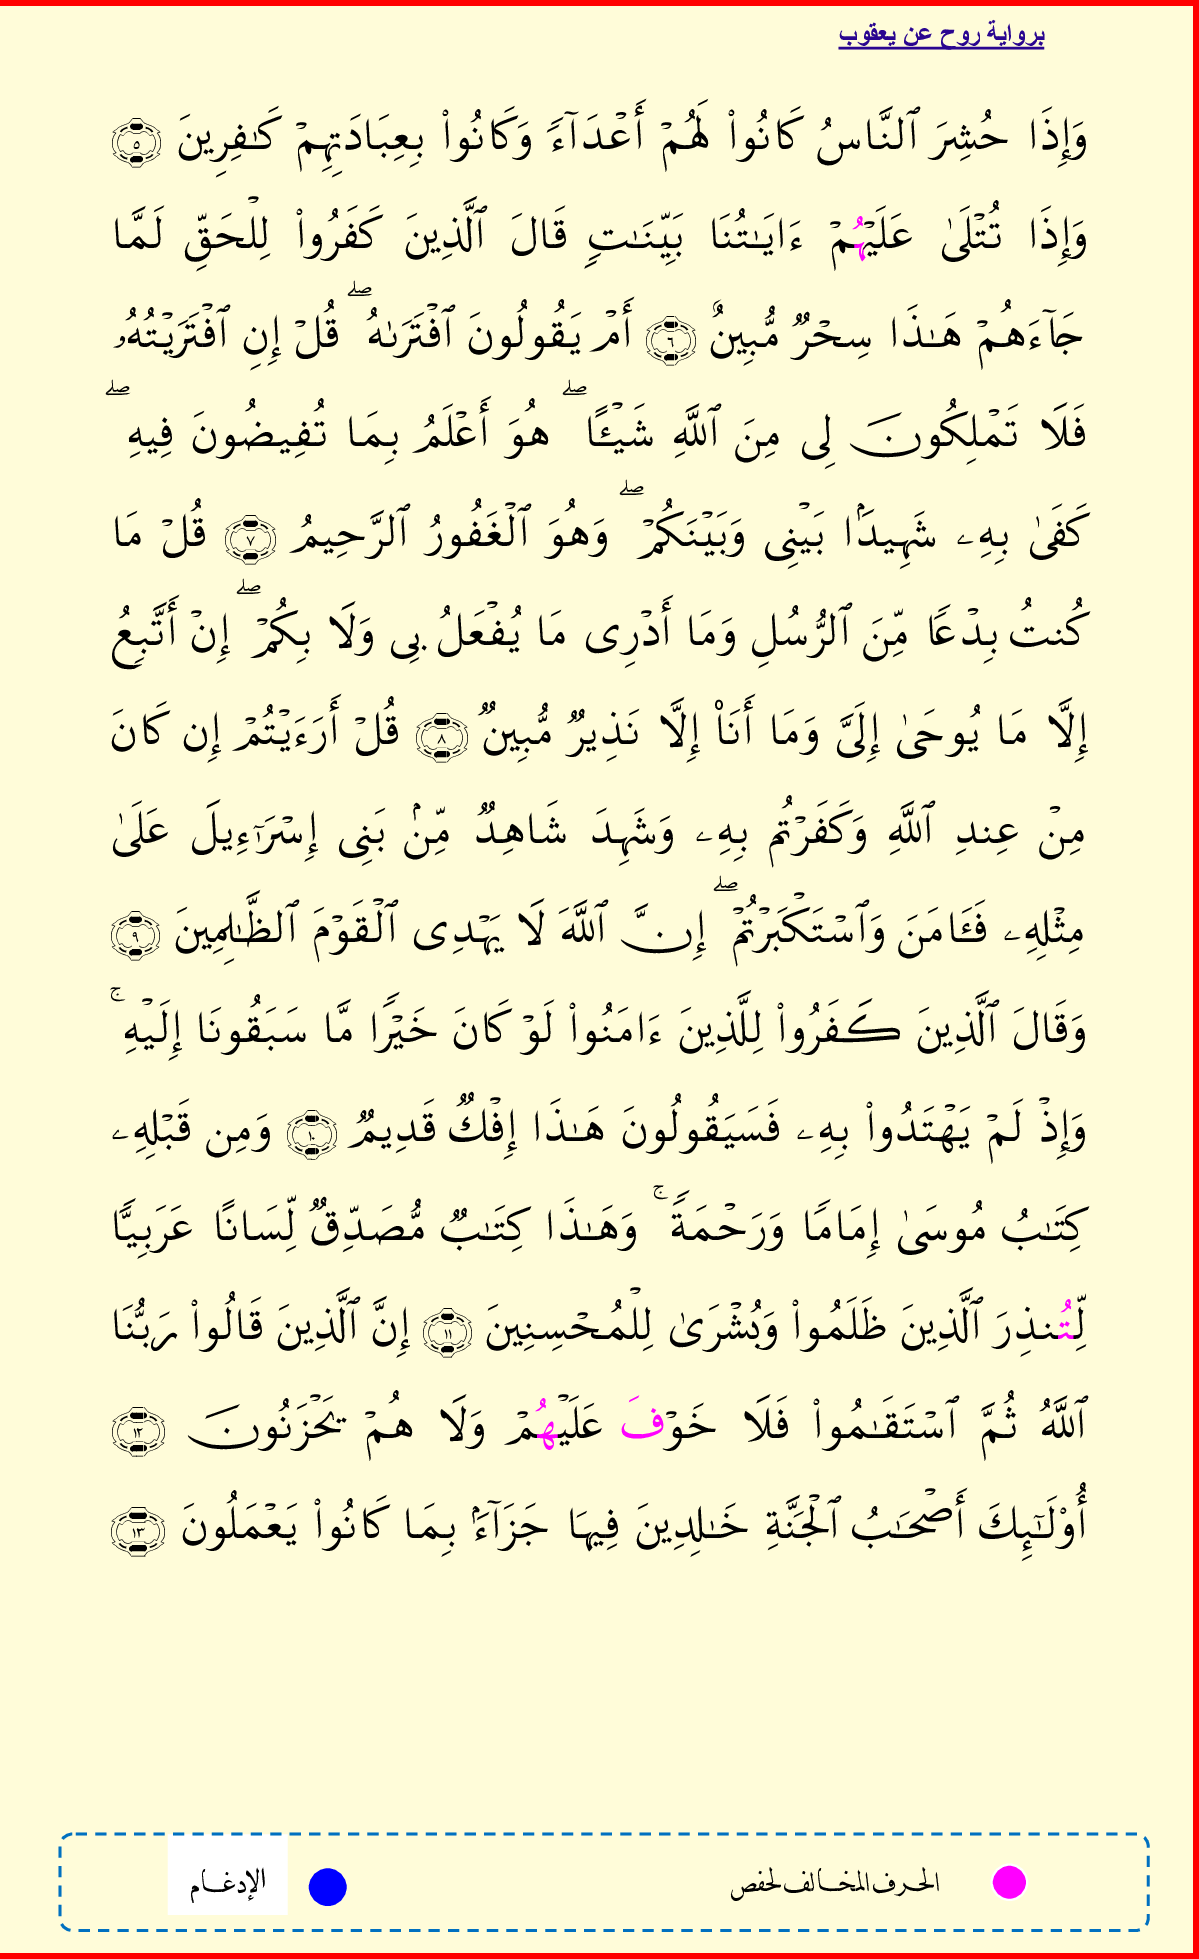 برواية روح عن يعقوب
وَإِذَا حُشِرَ ٱلنَّاسُ كَانُوا۟ لَهُمْ أَعْدَآءً وَكَانُوا۟ بِعِبَادَتِهِمْ كَـٰفِرِينَ ٥
وَإِذَا تُتْلَىٰ عَلَيْهُمْ ءَايَـٰتُنَا بَيِّنَـٰتٍ قَالَ ٱلَّذِينَ كَفَرُوا۟ لِلْحَقِّ لَمَّا
جَآءَهُمْ هَـٰذَا سِحْرٌ مُّبِينٌ ٦ أَمْ يَقُولُونَ ٱفْتَرَىٰهُ ۖ قُلْ إِنِ ٱفْتَرَيْتُهُۥ
فَلَا تَمْلِكُونَ لِى مِنَ ٱللَّهِ شَيْـًٔا ۖ هُوَ أَعْلَمُ بِمَا تُفِيضُونَ فِيهِ ۖ
كَفَىٰ بِهِۦ شَهِيدًۢا بَيْنِى وَبَيْنَكُمْ ۖ وَهُوَ ٱلْغَفُورُ ٱلرَّحِيمُ ٧ قُلْ مَا
كُنتُ بِدْعًا مِّنَ ٱلرُّسُلِ وَمَا أَدْرِى مَا يُفْعَلُ بِى وَلَا بِكُمْ ۖ إِنْ أَتَّبِعُ
إِلَّا مَا يُوحَىٰ إِلَىَّ وَمَا أَنَا۠ إِلَّا نَذِيرٌ مُّبِينٌ ٨ قُلْ أَرَءَيْتُمْ إِن كَانَ
مِنْ عِندِ ٱللَّهِ وَكَفَرْتُم بِهِۦ وَشَهِدَ شَاهِدٌ مِّنۢ بَنِى إِسْرَٰٓءِيلَ عَلَىٰ
مِثْلِهِۦ فَـَٔامَنَ وَٱسْتَكْبَرْتُمْ ۖ إِنَّ ٱللَّهَ لَا يَهْدِى ٱلْقَوْمَ ٱلظَّـٰلِمِينَ ٩
وَقَالَ ٱلَّذِينَ كَفَرُوا۟ لِلَّذِينَ ءَامَنُوا۟ لَوْ كَانَ خَيْرًا مَّا سَبَقُونَا إِلَيْهِ ۚ
وَإِذْ لَمْ يَهْتَدُوا۟ بِهِۦ فَسَيَقُولُونَ هَـٰذَا إِفْكٌ قَدِيمٌ ١٠ وَمِن قَبْلِهِۦ
كِتَـٰبُ مُوسَىٰ إِمَامًا وَرَحْمَةً ۚ وَهَـٰذَا كِتَـٰبٌ مُّصَدِّقٌ لِّسَانًا عَرَبِيًّا
لِّتُنذِرَ ٱلَّذِينَ ظَلَمُوا۟ وَبُشْرَىٰ لِلْمُحْسِنِينَ ١١ إِنَّ ٱلَّذِينَ قَالُوا۟ رَبُّنَا
ٱللَّهُ ثُمَّ ٱسْتَقَـٰمُوا۟ فَلَا خَوْفَ عَلَيْهُمْ وَلَا هُمْ يَحْزَنُونَ ١٢
أُو۟لَـٰٓئِكَ أَصْحَـٰبُ ٱلْجَنَّةِ خَـٰلِدِينَ فِيهَا جَزَآءًۢ بِمَا كَانُوا۟ يَعْمَلُونَ ١٣
الحرف المخالف لحفص
الإدغام